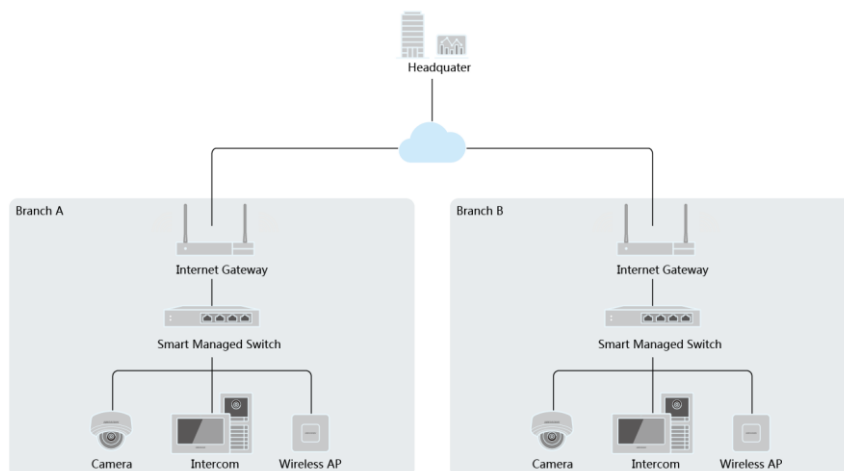 Headquater
Branch A
Branch B
Internet Gateway
Internet Gateway
Smart Managed Switch
Smart Managed Switch
Camera
Intercom
Wireless AP
Camera
Intercom
Wireless AP